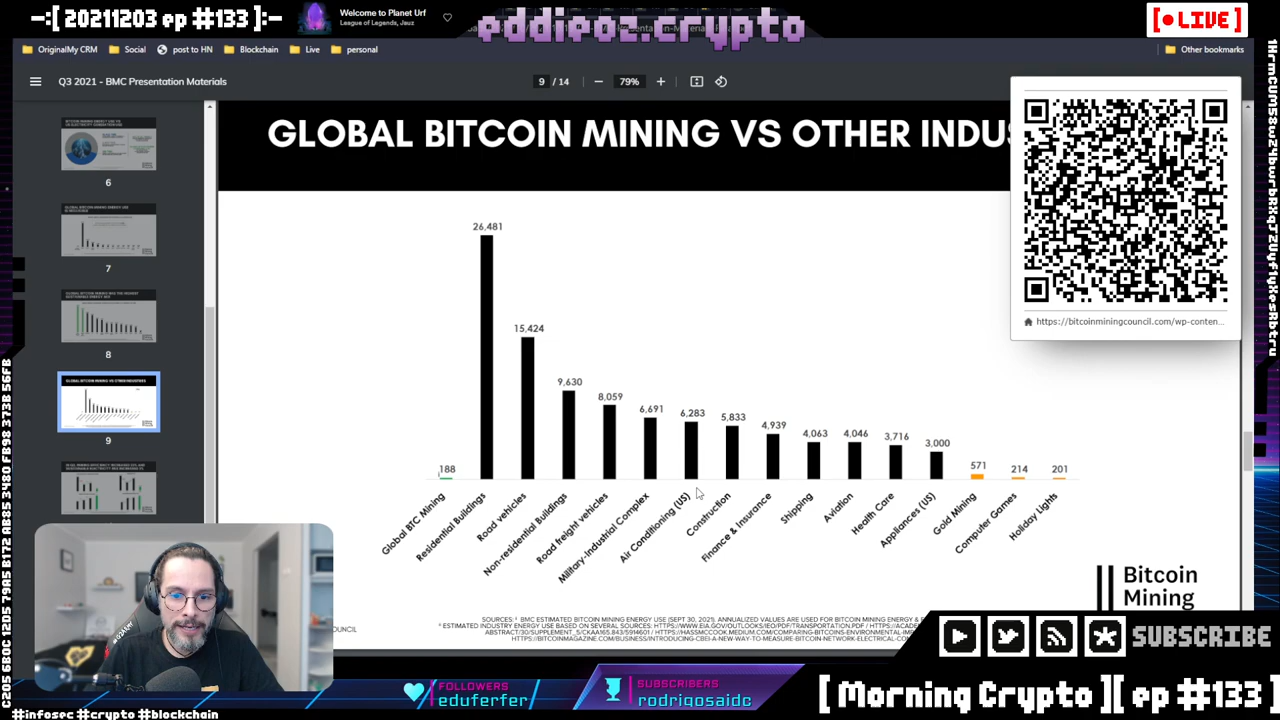 -:[ 20211203 ep #133 ]:-
Welcome to Planet Urf
League of Legends, Jauz
eddieoz.crypto
[ LIVE ]
OriginalMy CRM
Social
post to HN
Blockchain
Live
personal
Other bookmarks
Q3 2021 - BMC Presentation Materials
9 / 14
79%
6
7
8
9
GLOBAL BITCOIN MINING VS OTHER INDUS
188
26,481
15,424
9,630
8,059
6,691
6,283
5,833
4,939
4,063
4,046
3,716
3,000
571
214
201
Global BTC Mining
Residential Buildings
Road vehicles
Non-residential Buildings
Road freight vehicles
Military-Industrial Complex
Air Conditioning (US)
Construction
Finance & Insurance
Shipping
Aviation
Health Care
Appliances (US)
Gold Mining
Computer Games
Holiday Lights
https://bitcoinminingcouncil.com/wp-conten...
Bitcoin
Mining
OUNCIL
SUBSCRIBE
FOLLOWERS
eduferfer
SUBSCRIBERS
rodrigosaidc
[ Morning Crypto ][ ep #133 ]
#infosec #crypto #blockchain